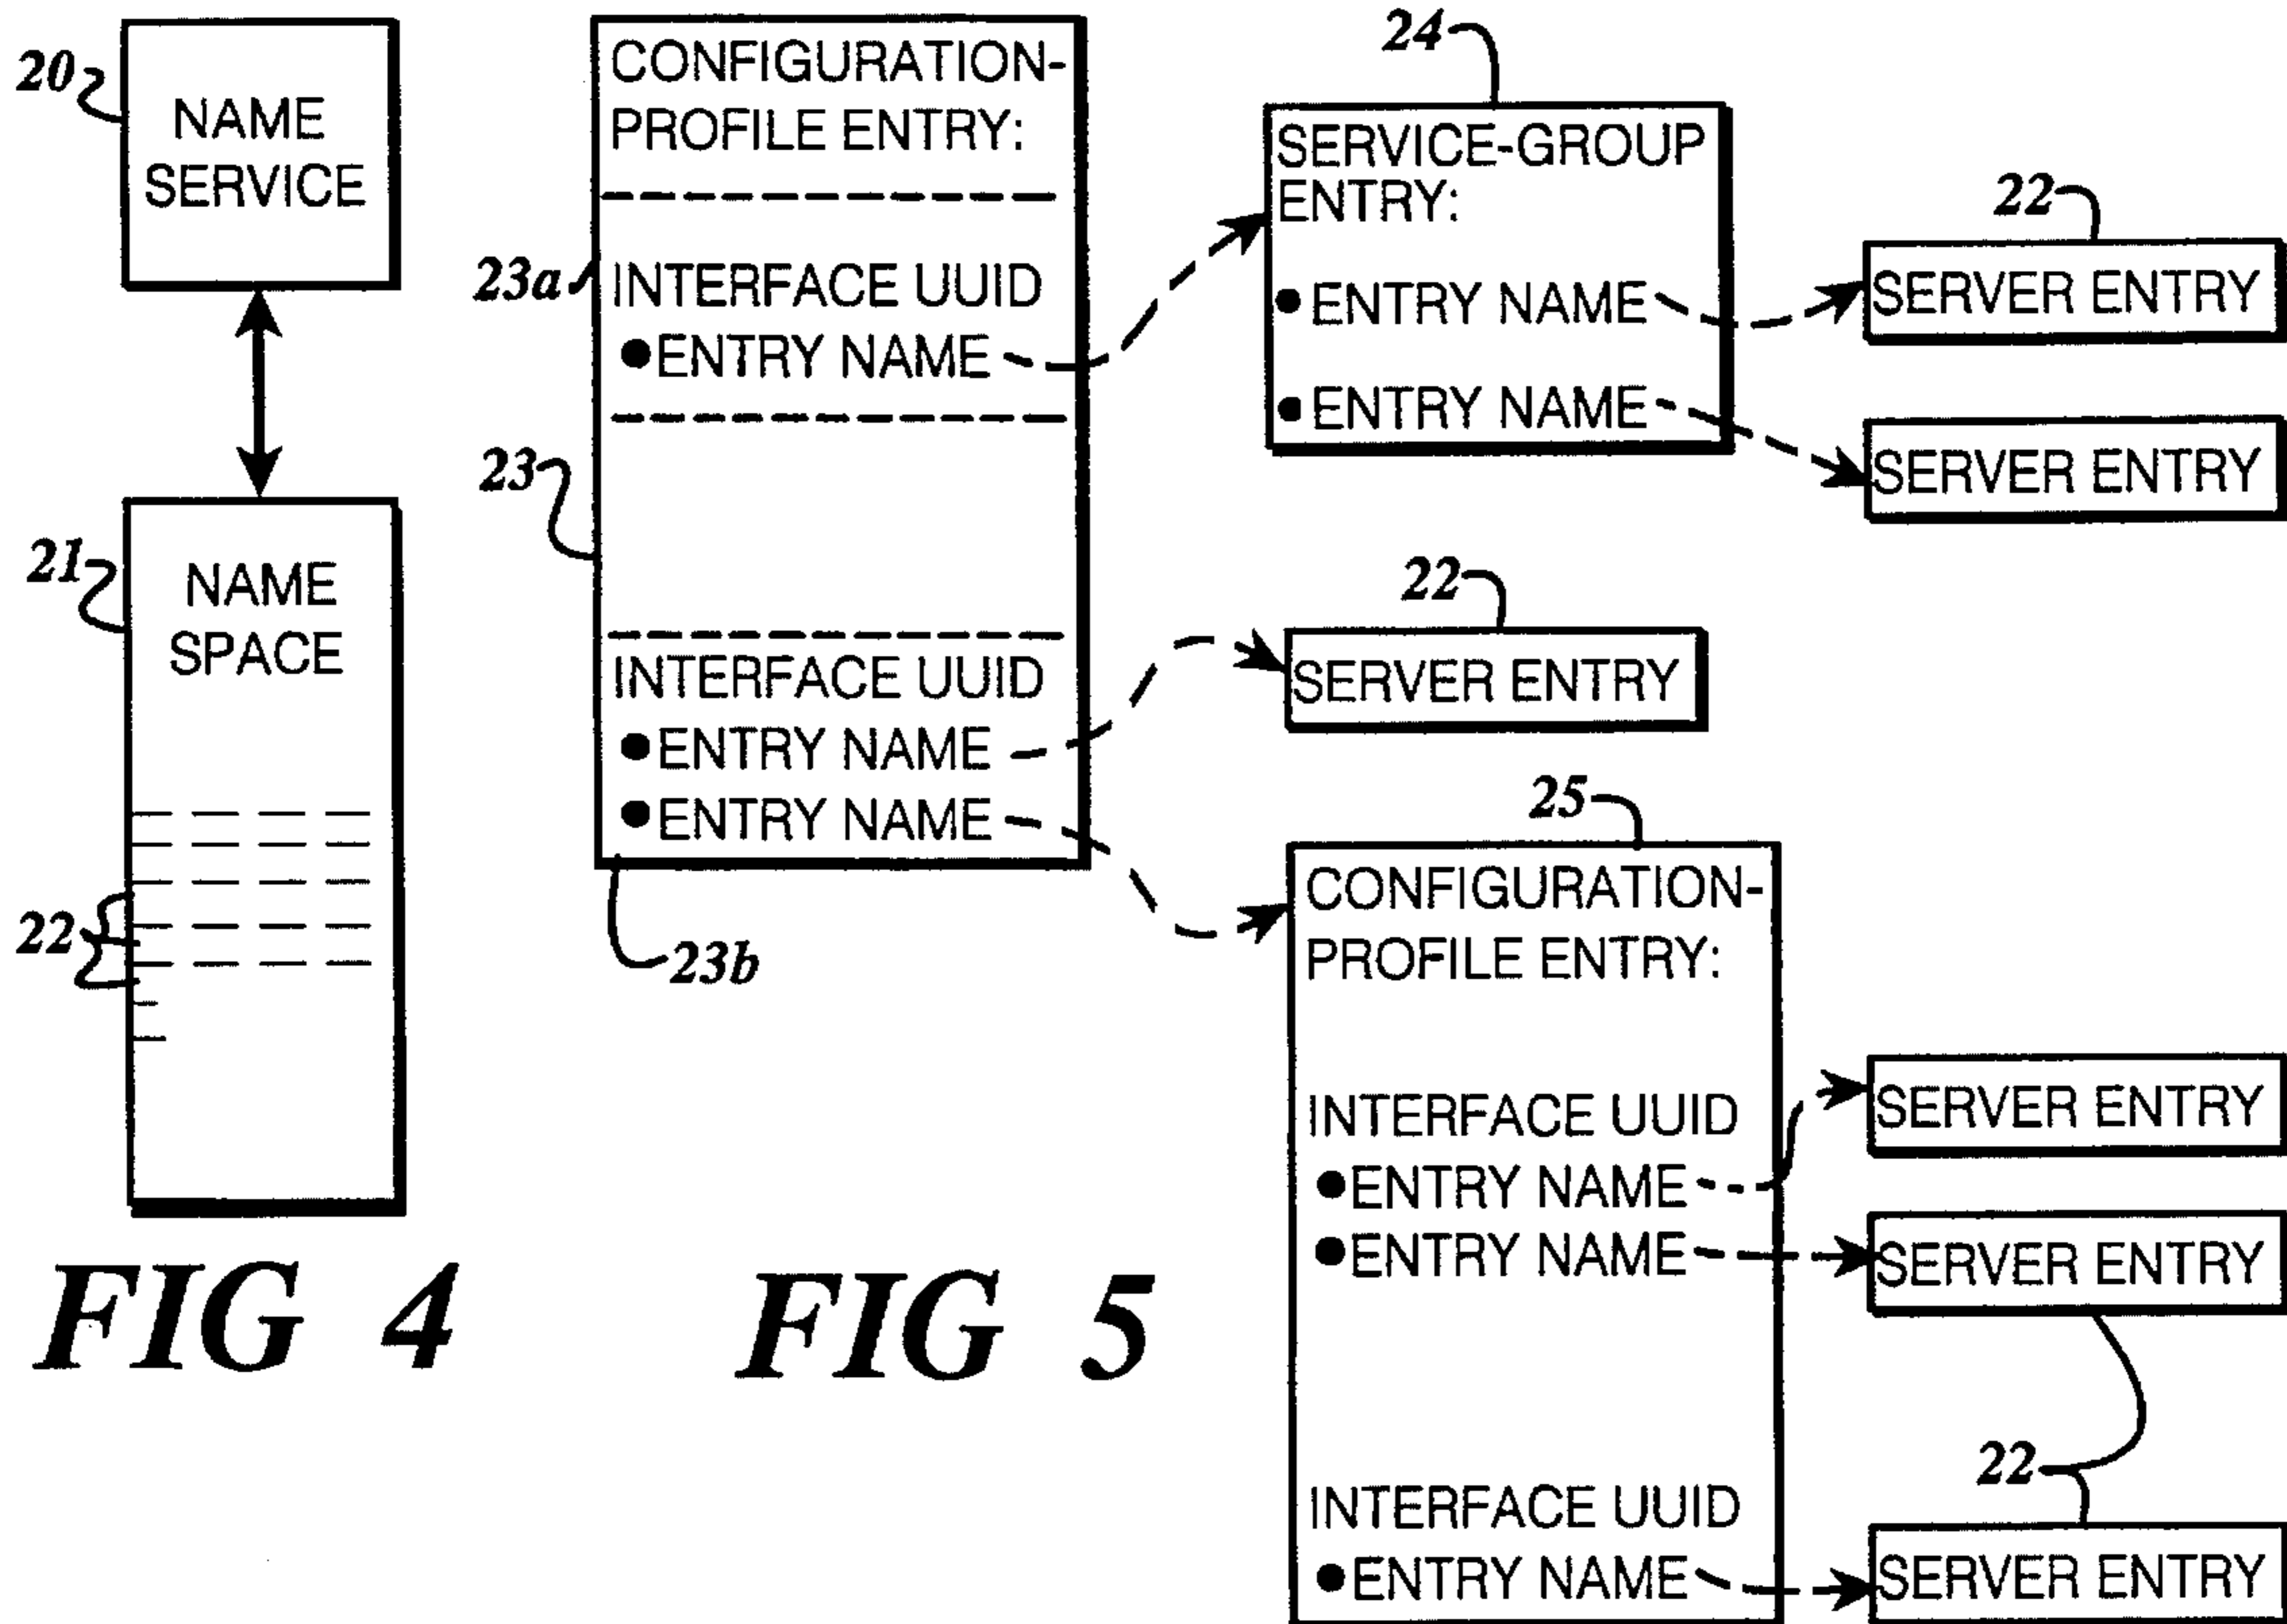 20
NAME
SERVICE
21
NAME
SPACE
22
FIG 4
CONFIGURATION-
PROFILE ENTRY:
23a
INTERFACE UUID
●ENTRY NAME
23
INTERFACE UUID
●ENTRY NAME
●ENTRY NAME
23b
24
SERVICE-GROUP
ENTRY:
●ENTRY NAME
●ENTRY NAME
22
SERVER ENTRY
SERVER ENTRY
22
SERVER ENTRY
25
CONFIGURATION-
PROFILE ENTRY:
INTERFACE UUID
●ENTRY NAME
●ENTRY NAME
INTERFACE UUID
●ENTRY NAME
SERVER ENTRY
SERVER ENTRY
22
SERVER ENTRY
FIG 5